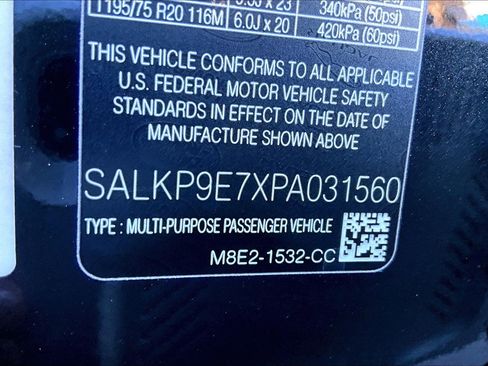 T195/75 R20 116M 6.0J x 20 420kPa (60psi)
340kPa (50psi)
THIS VEHICLE CONFORMS TO ALL APPLICABLE
U.S. FEDERAL MOTOR VEHICLE SAFETY
STANDARDS IN EFFECT ON THE DATE OF
MANUFACTURE SHOWN ABOVE
SALKP9E7XPA031560
TYPE : MULTI-PURPOSE PASSENGER VEHICLE
M8E2-1532-CC